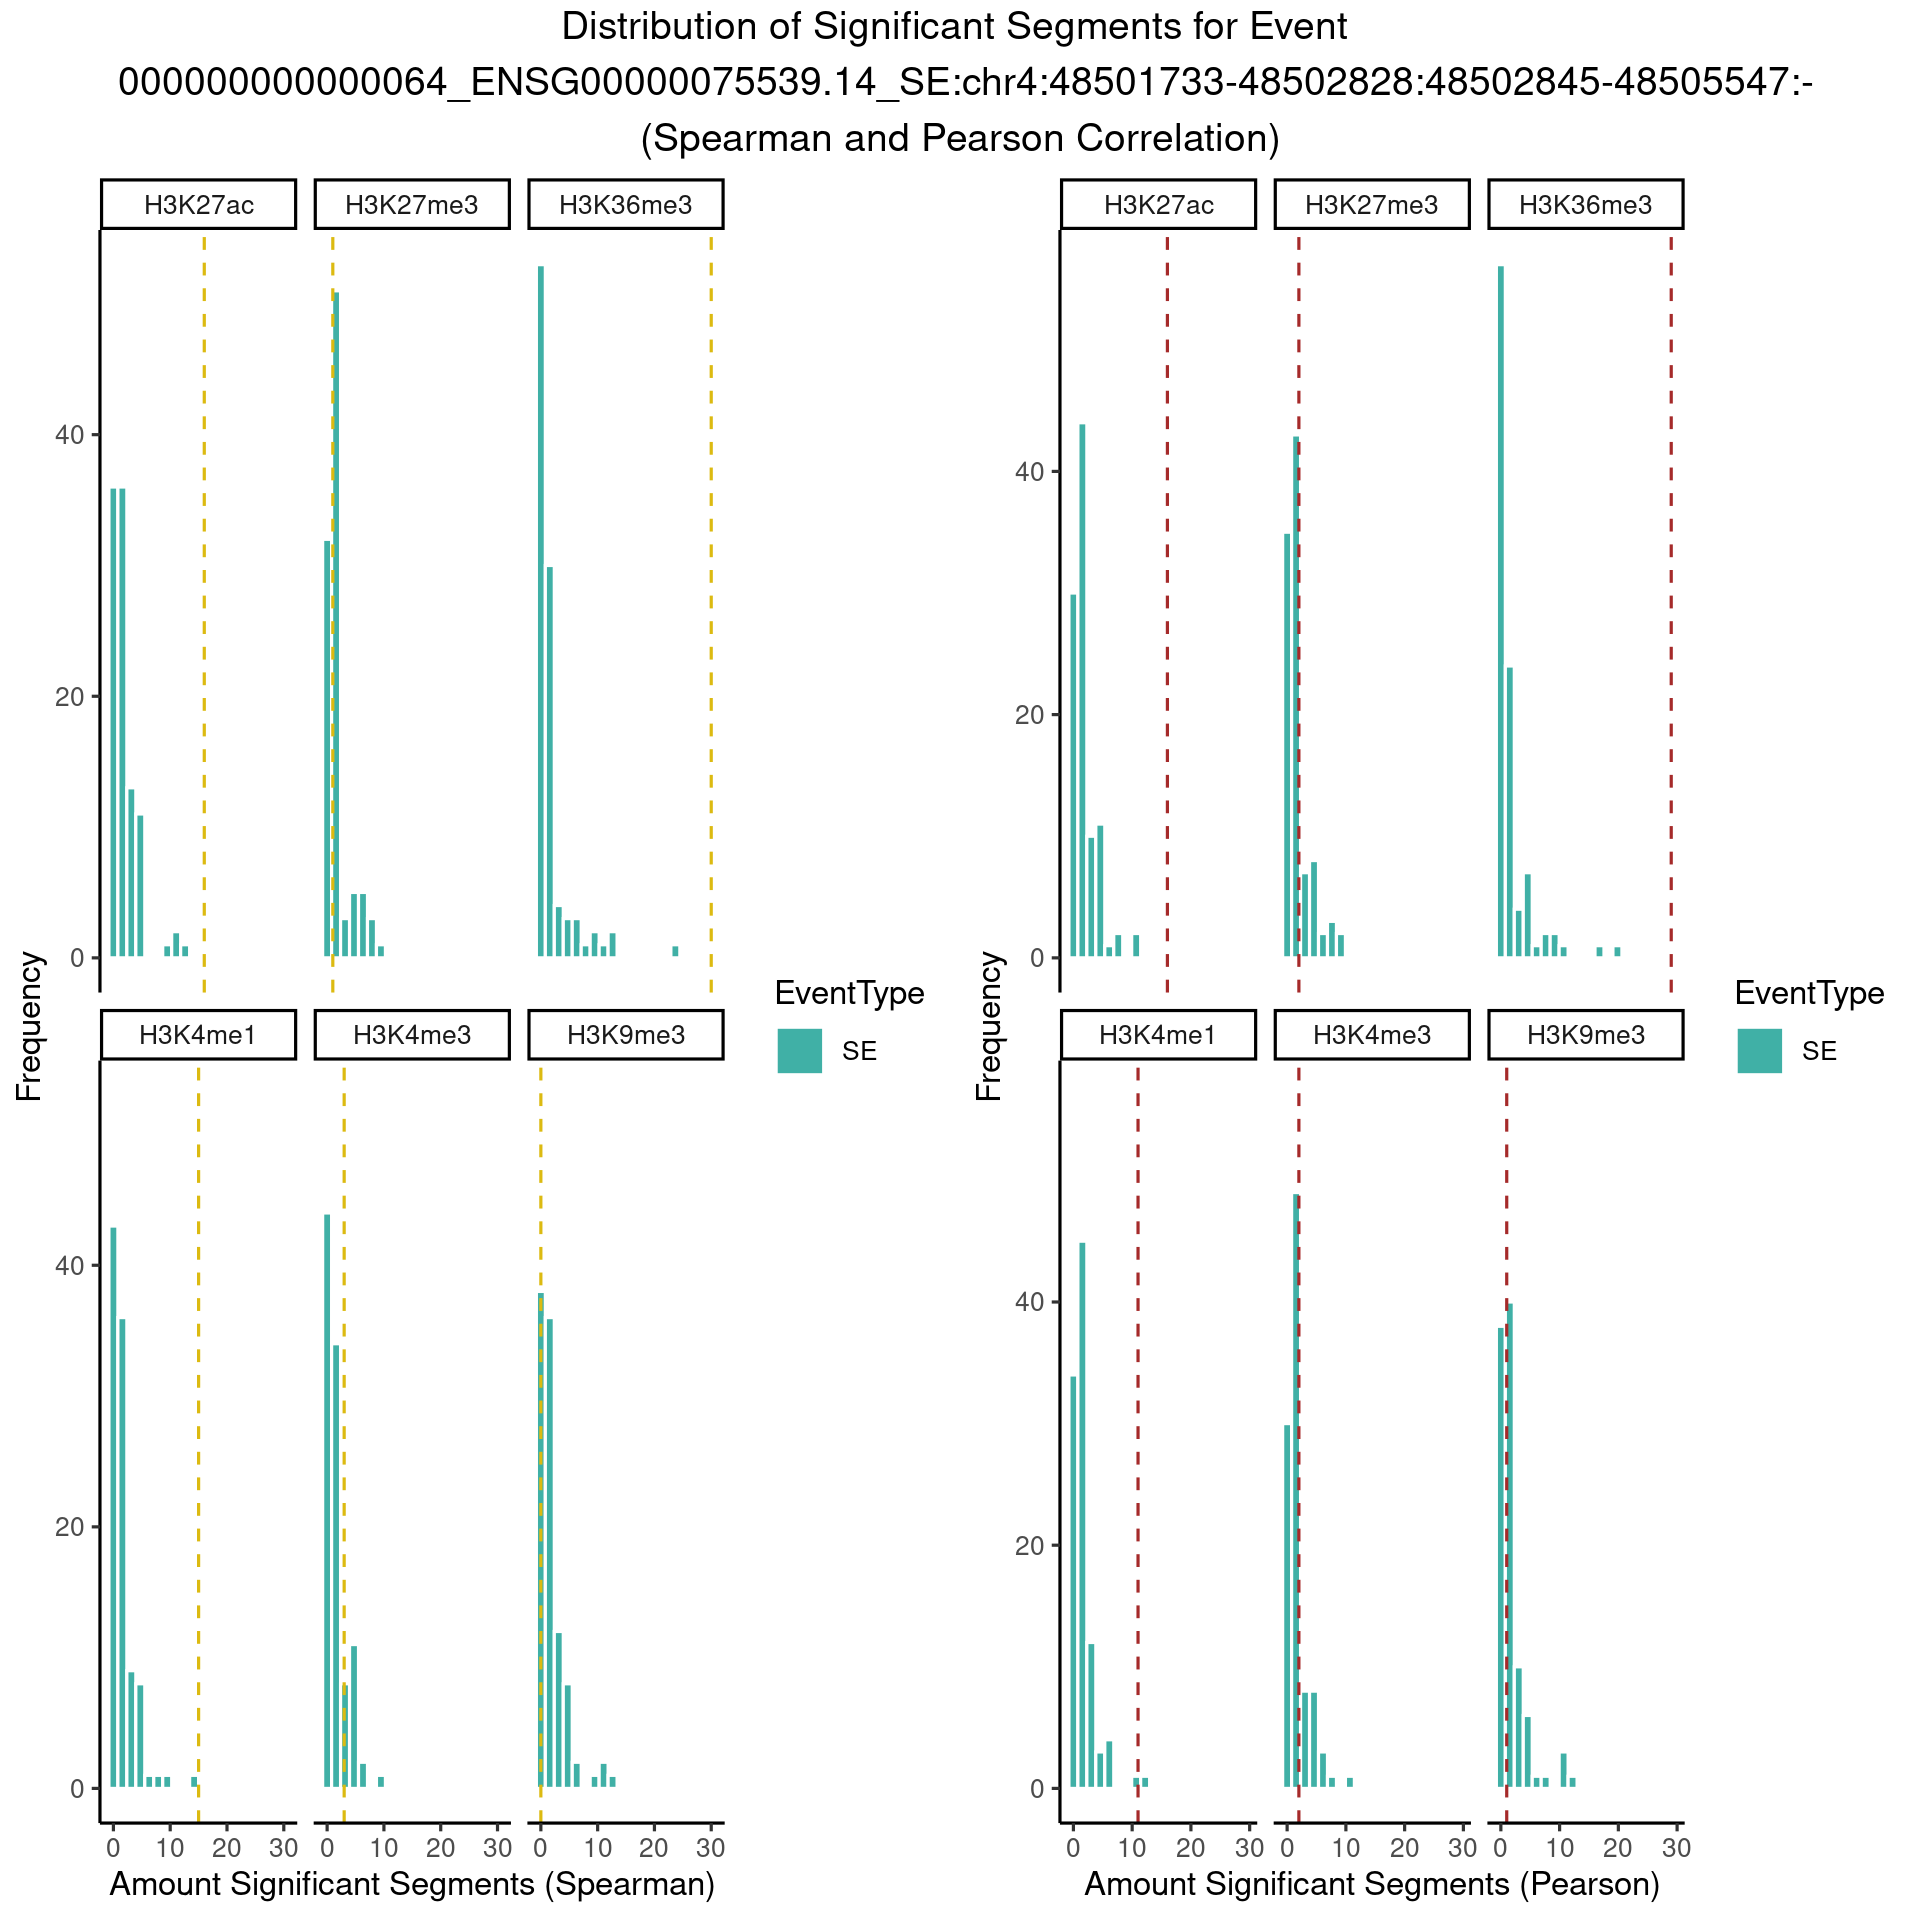 Distribution of Significant Segments for Event
000000000000064_ENSG00000075539.14_SE:chr4:48501733-48502828:48502845-48505547:-
(Spearman and Pearson Correlation)
H3K27ac H3K27me3 H3K36me3
40
20
0
H3K4me1 H3K4me3 H3K9me3
40
20
0
0 10 20 30 0 10 20 30 0 10 20 30
Amount Significant Segments (Spearman)
Frequency
EventType
SE
H3K27ac H3K27me3 H3K36me3
40
20
0
H3K4me1 H3K4me3 H3K9me3
40
20
0
0 10 20 30 0 10 20 30 0 10 20 30
Amount Significant Segments (Pearson)
Frequency
EventType
SE